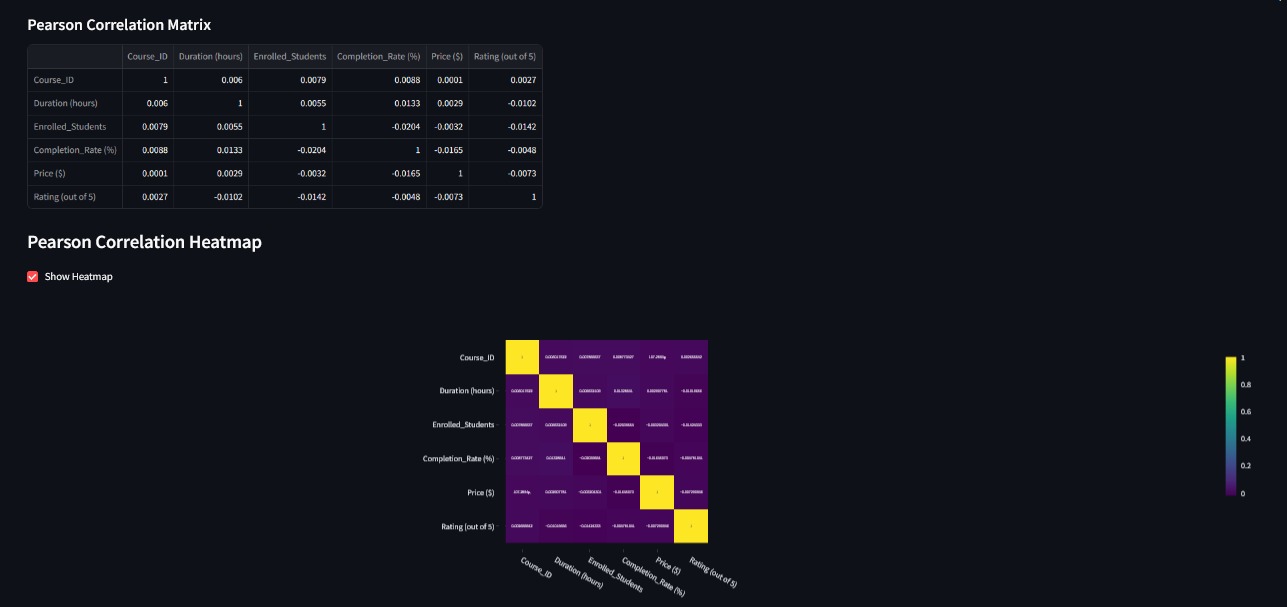 Pearson Correlation Matrix
Course_ID Duration (hours) Enrolled_Students Completion_Rate (%) Price ($) Rating (out of 5)
Course_ID 1 0.006 0.0079 0.0088 0.0001 0.0027
Duration (hours) 0.006 1 0.0055 0.0133 0.0029 -0.0102
Enrolled_Students 0.0079 0.0055 1 -0.0204 -0.0032 -0.0142
Completion_Rate (%) 0.0088 0.0133 -0.0204 1 -0.0165 -0.0048
Price ($) 0.0001 0.0029 -0.0032 -0.0165 1 -0.0073
Rating (out of 5) 0.0027 -0.0102 -0.0142 -0.0048 -0.0073 1
Pearson Correlation Heatmap
Show Heatmap
Course_ID 1
Duration (hours) 1
Enrolled_Students 1
Completion_Rate (%) 1
Price ($) 1
Rating (out of 5) 1
Course_ID Duration (hours) Enrolled_Students Completion_Rate (%) Price ($) Rating (out of 5)
1
0.8
0.6
0.4
0.2
0